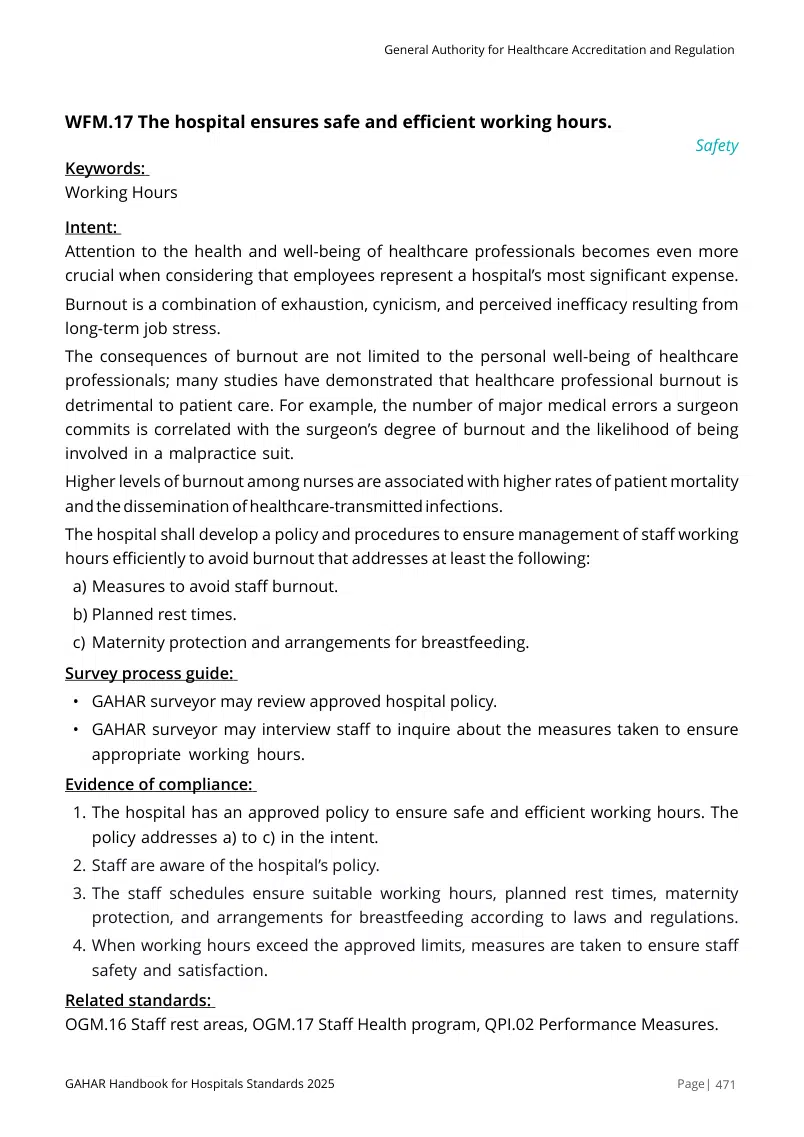 General Authority for Healthcare Accreditation and Regulation
WFM.17 The hospital ensures safe and efficient working hours.
Safety
Keywords:
Working Hours
Intent:
Attention to the health and well-being of healthcare professionals becomes even more
crucial when considering that employees represent a hospital’s most significant expense.
Burnout is a combination of exhaustion, cynicism, and perceived inefficacy resulting from
long-term job stress.
The consequences of burnout are not limited to the personal well-being of healthcare
professionals; many studies have demonstrated that healthcare professional burnout is
detrimental to patient care. For example, the number of major medical errors a surgeon
commits is correlated with the surgeon’s degree of burnout and the likelihood of being
involved in a malpractice suit.
Higher levels of burnout among nurses are associated with higher rates of patient mortality
and the dissemination of healthcare-transmitted infections.
The hospital shall develop a policy and procedures to ensure management of staff working
hours efficiently to avoid burnout that addresses at least the following:
a) Measures to avoid staff burnout.
b) Planned rest times.
c) Maternity protection and arrangements for breastfeeding.
Survey process guide:
• GAHAR surveyor may review approved hospital policy.
• GAHAR surveyor may interview staff to inquire about the measures taken to ensure
appropriate working hours.
Evidence of compliance:
1. The hospital has an approved policy to ensure safe and efficient working hours. The
policy addresses a) to c) in the intent.
2. Staff are aware of the hospital’s policy.
3. The staff schedules ensure suitable working hours, planned rest times, maternity
protection, and arrangements for breastfeeding according to laws and regulations.
4. When working hours exceed the approved limits, measures are taken to ensure staff
safety and satisfaction.
Related standards:
OGM.16 Staff rest areas, OGM.17 Staff Health program, QPI.02 Performance Measures.
GAHAR Handbook for Hospitals Standards 2025
Page| 471